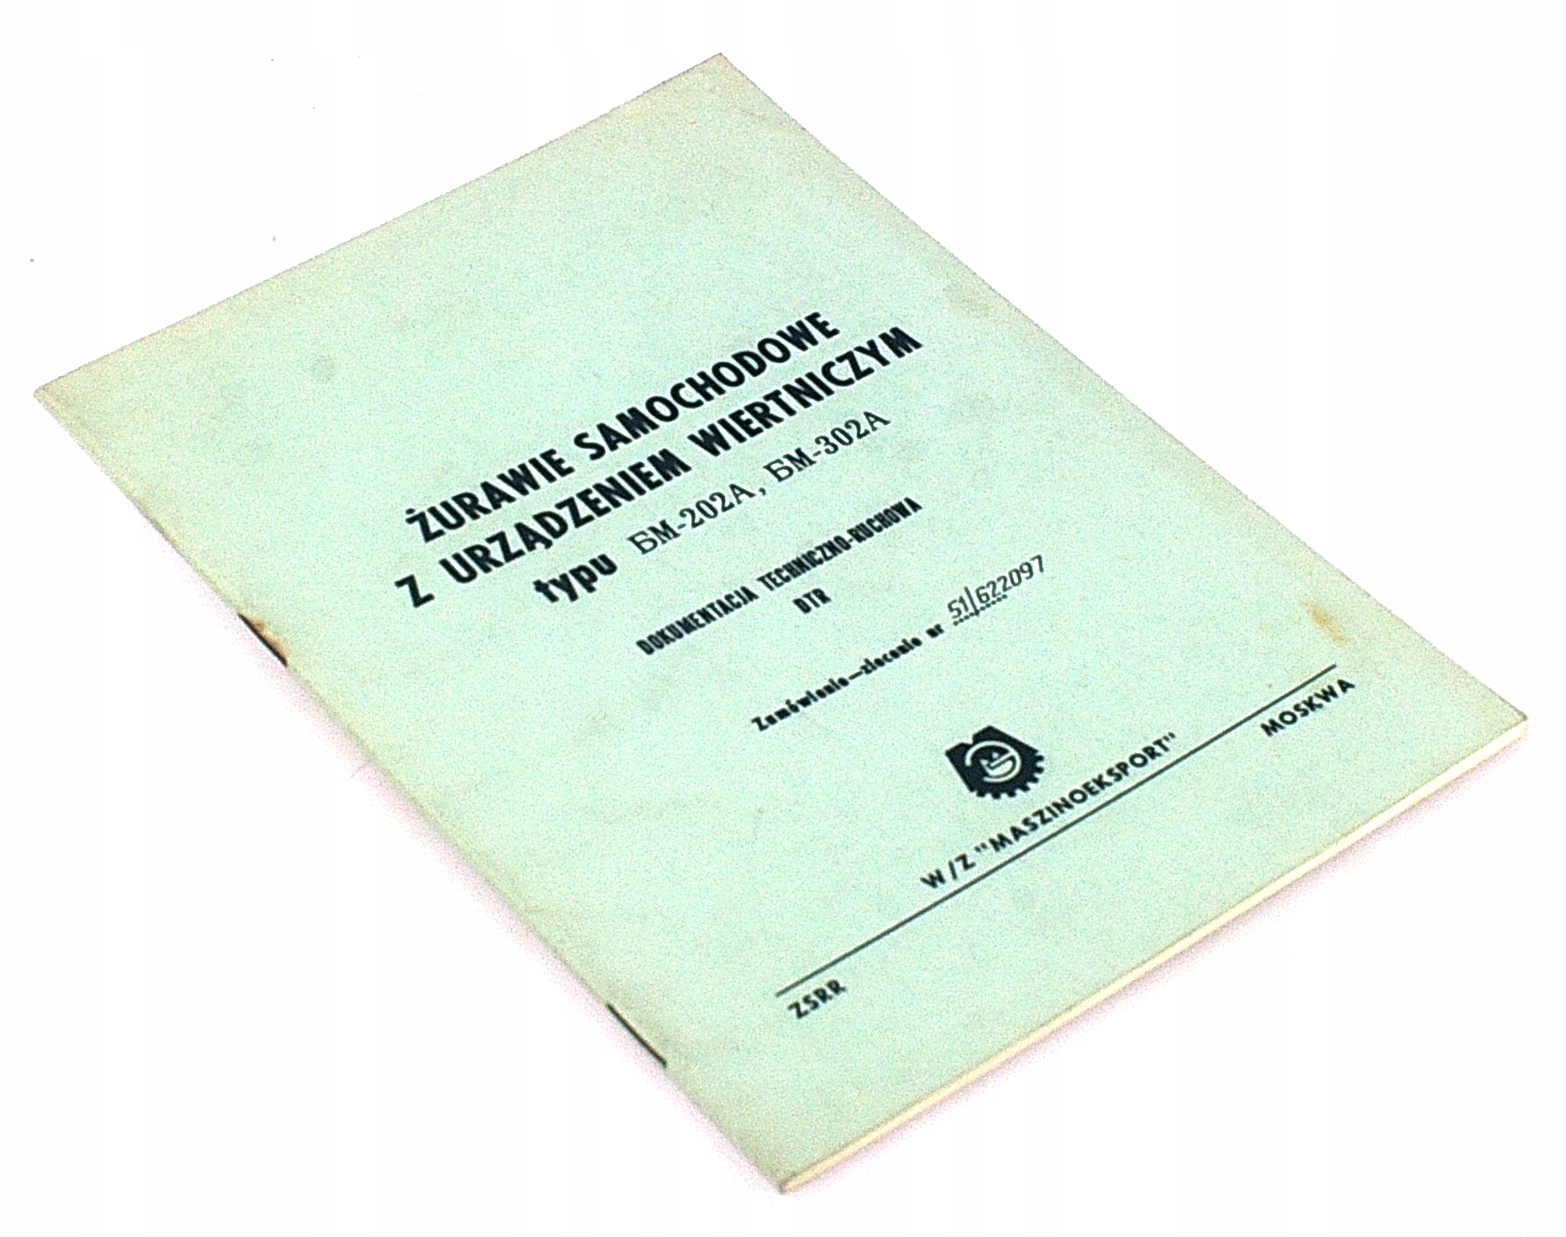 ŻURAWIE SAMOCHODOWE
Z URZĄDZENIEM WIERTNICZYM
typu БМ-202А, БМ-302А
DOKUMENTACJA TECHNICZNO-RUCHOWA
DTR
Zamówienie—zlecenie nr 51/622097
W/Z "MASZINOEKSPORT"
ZSRR MOSKWA